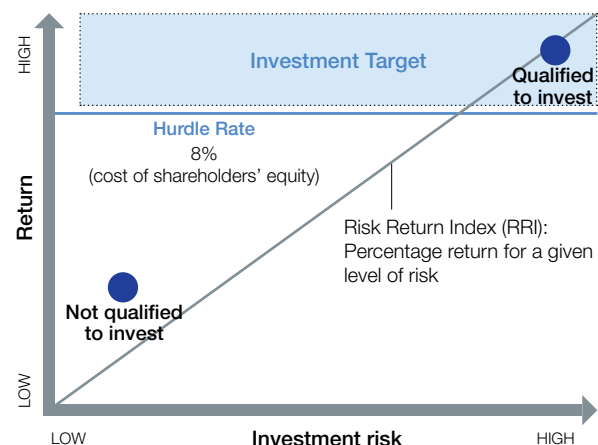 HIGH
Investment Target
Qualified
to invest
Hurdle Rate
8%
(cost of shareholders’ equity)
Return
Risk Return Index (RRI):
Percentage return for a given
level of risk
Not qualified
to invest
LOW
LOW
Investment risk
HIGH